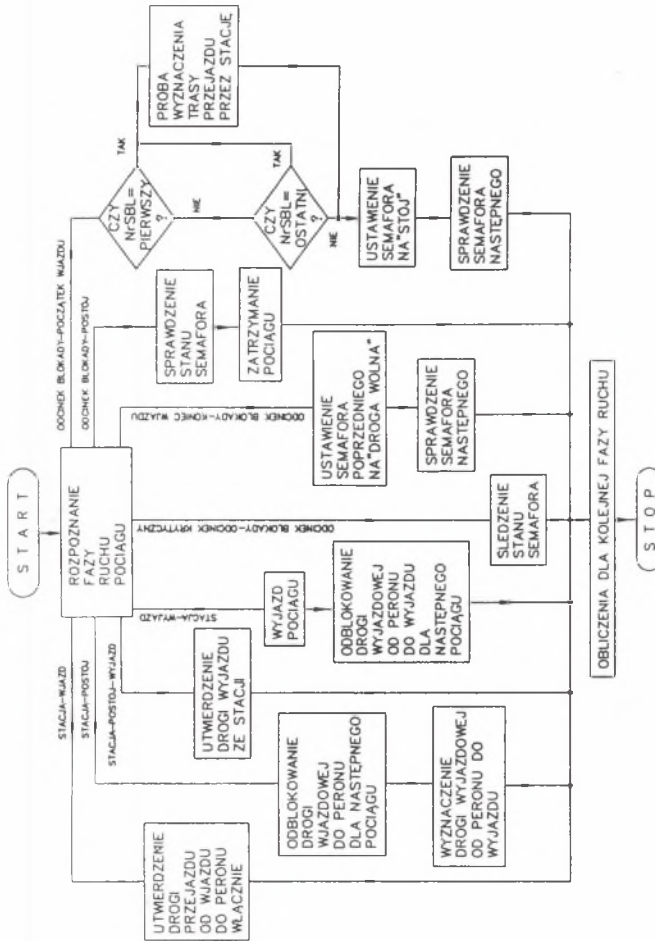 START
ROZPOZNANIE
FAZY
RUCHU
POCIĄGU
STACJA-WJAZD
STACJA-POSTÓJ
STACJA-POSTÓJ-WYJAZD
STACJA-WYJAZD
ODCINEK BLOKADY-ODCINEK KRYTYCZNY
ODCINEK BLOKADY-KONIEC WJAZDU
ODCINEK BLOKADY-POSTÓJ
ODCINEK BLOKADY-POCZĄTEK WJAZDU
UTWIERDZENIE
DROGI
PRZEJAZDU
OD WJAZDU
DO PERONU
WŁĄCZNIE
ODBLOKOWANIE
DROGI
WJAZDOWEJ
DO PERONU
DLA NASTĘPNEGO
POCIĄGU
WYZNACZENIE
DROGI WYJAZDOWEJ
OD PERONU DO
WYJAZDU
UTWIERDZENIE
DROGI WYJAZDU
ZE STACJI
WYJAZD
POCIĄGU
ODBLOKOWANIE
DROGI
WYJAZDOWEJ
OD PERONU
DO WYJAZDU
DLA
NASTĘPNEGO
POCIĄGU
SLEDZENIE
STANU
SEMAFORA
USTAWIENIE
SEMAFORA
POPRZEDNIEGO
NA"DROGA WOLNA"
SPRAWDZENIE
SEMAFORA
NASTĘPNEGO
SPRAWDZENIE
STANU
SEMAFORA
ZATRZYMANIE
POCIĄGU
CZY
NrSBL=
PIERWSZY
?
TAK
NIE
CZY
NrSBL=
OSTATNI
?
TAK
NIE
PRÓBA
WYZNACZENIA
TRASY
PRZEJAZDU
PRZEZ STACJĘ
USTAWIENIE
SEMAFORA
NA"STÓJ"
SPRAWDZENIE
SEMAFORA
NASTĘPNEGO
OBLICZENIA DLA KOLEJNEJ FAZY RUCHU
STOP